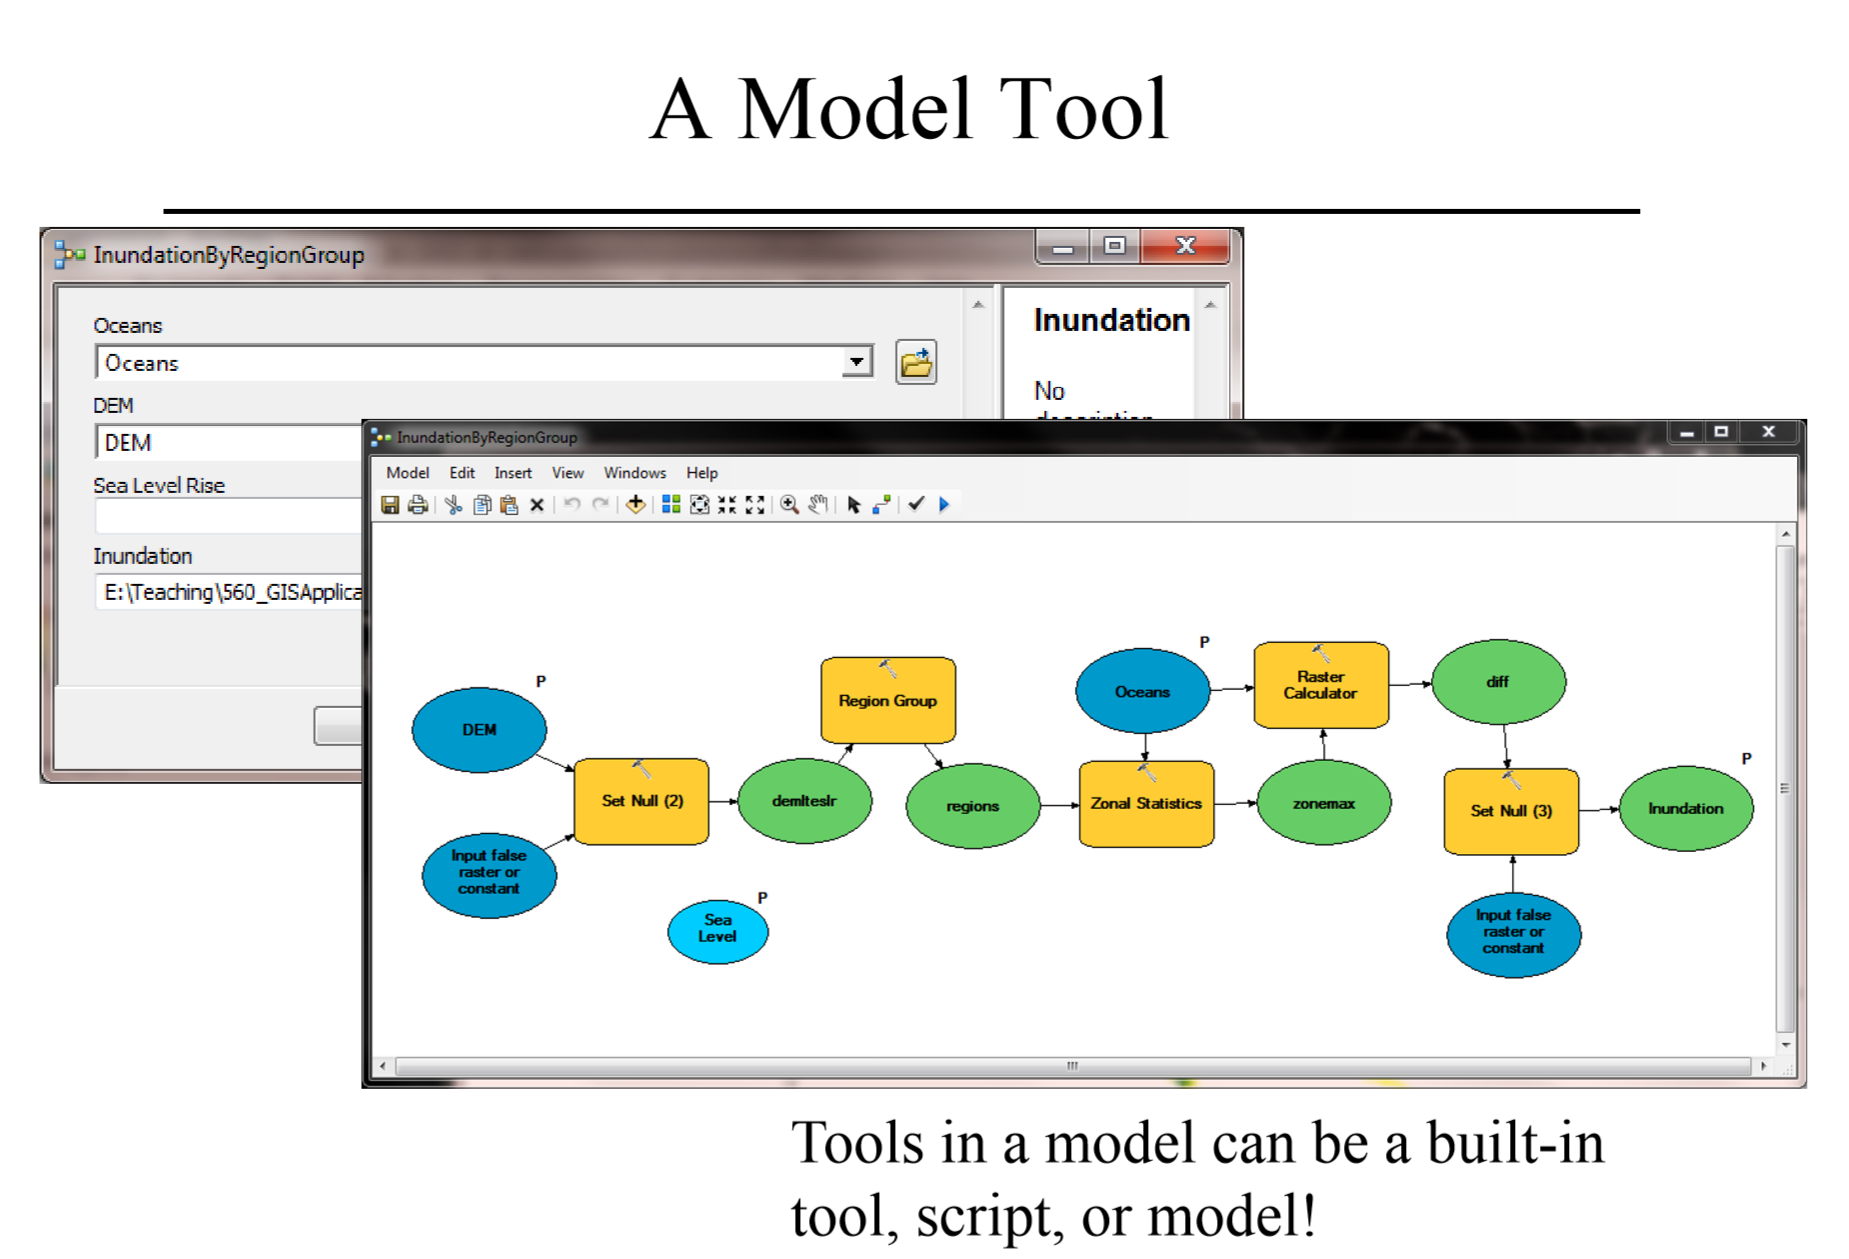 A Model Tool
InundationByRegionGroup
Oceans
Oceans
DEM
DEM
Sea Level Rise
Inundation
E:\Teaching\560_GISApplica
Inundation
No
description
InundationByRegionGroup
Model Edit Insert View Windows Help
P
DEM
Input false
raster or
constant
Set Null (2)
demlteslr
Region Group
regions
P
Sea
Level
P
Oceans
Zonal Statistics
Raster
Calculator
zonemax
diff
Set Null (3)
Input false
raster or
constant
P
Inundation
Tools in a model can be a built-in
tool, script, or model!